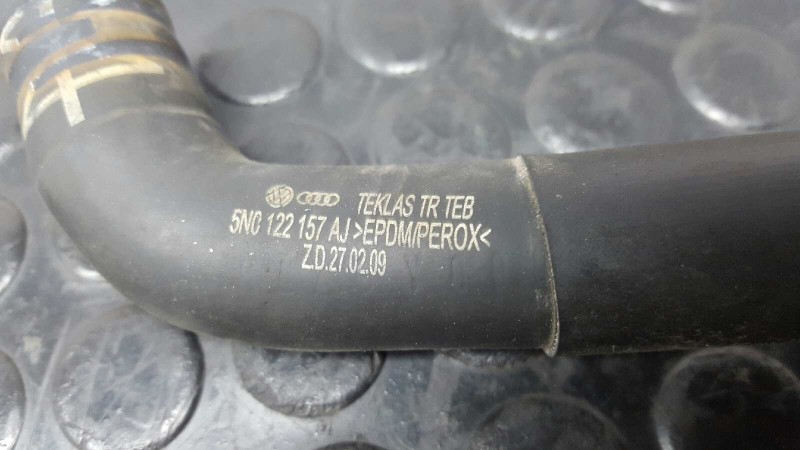 TEKLAS TR TEB
5N0 122 157 AJ >EPDM/PEROX<
Z.D.27.02.09